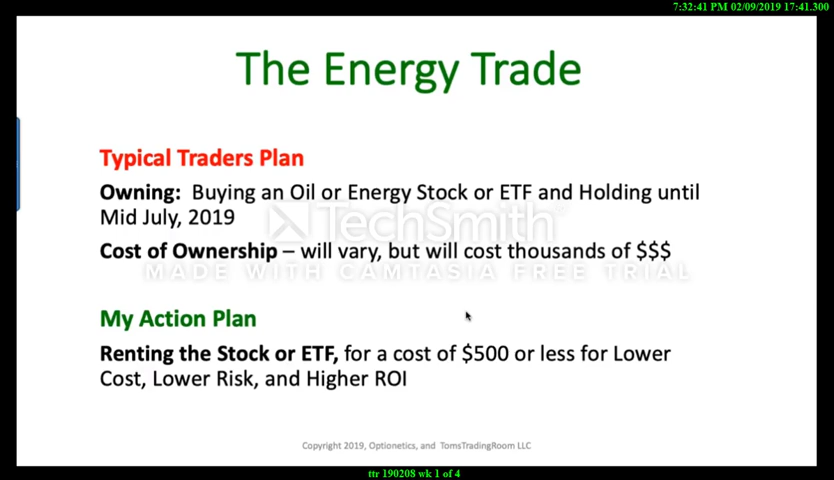 7:32:41 PM 02/09/2019 17:41.300
The Energy Trade
Typical Traders Plan
Owning: Buying an Oil or Energy Stock or ETF and Holding until
Mid July, 2019
TechSmith
Cost of Ownership – will vary, but will cost thousands of $$$
MADE WITH CAMTASIA FREE TRIAL
My Action Plan
Renting the Stock or ETF, for a cost of $500 or less for Lower
Cost, Lower Risk, and Higher ROI
Copyright 2019, Optionetics, and TomsTradingRoom LLC
ttr 190208 wk 1 of 4